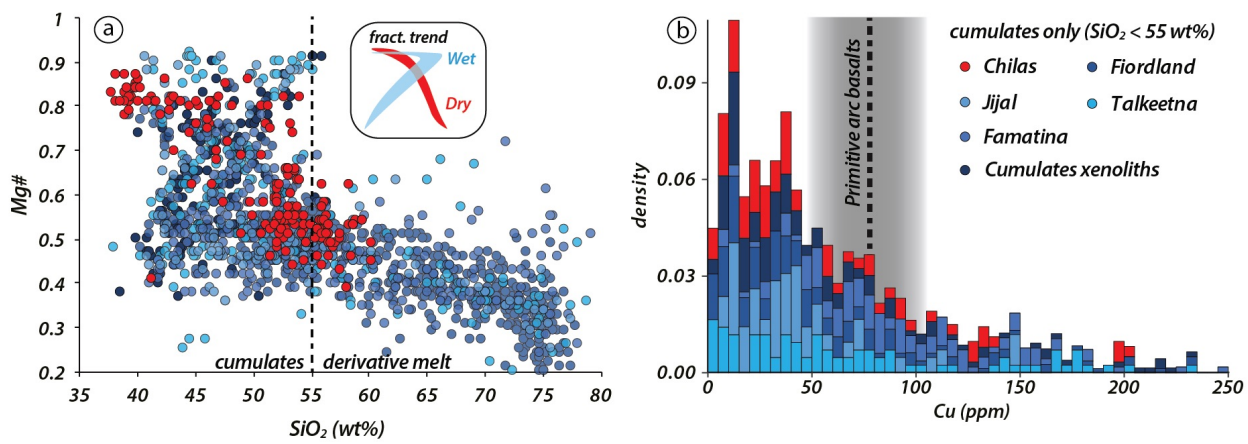 a
fract. trend
Wet
Dry
cumulates
derivative melt
Mg#
1
0.9
0.8
0.7
0.6
0.5
0.4
0.3
0.2
35
40
45
50
55
60
65
70
75
80
SiO₂ (wt%)
b
cumulates only (SiO₂ < 55 wt%)
Chilas
Fiordland
Jijal
Talkeetna
Famatina
Cumulates xenoliths
Primitive arc basalts
density
0.09
0.06
0.03
0.00
0
50
100
150
200
250
Cu (ppm)